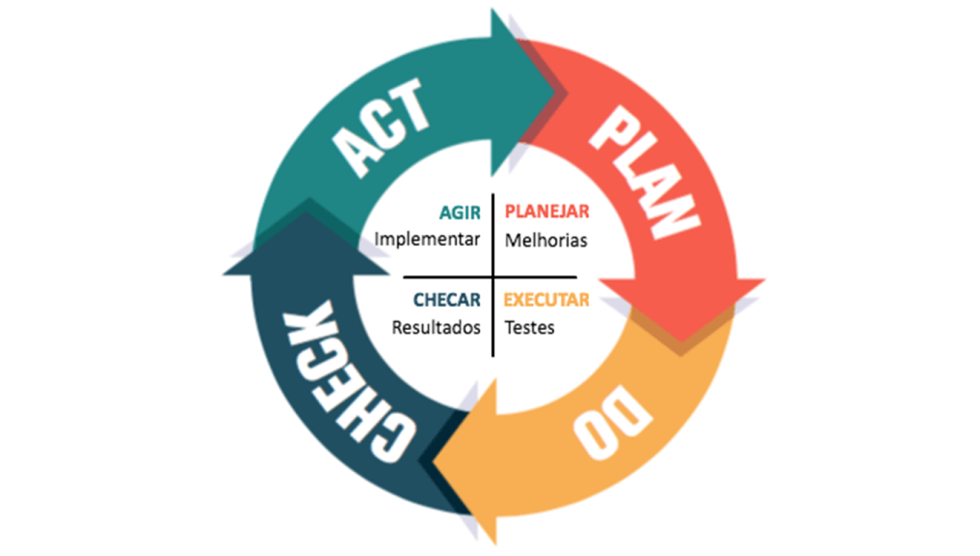 ACT
PLAN
AGIR
Implementar
PLANEJAR
Melhorias
CHECAR
Resultados
EXECUTAR
Testes
CHECK
DO